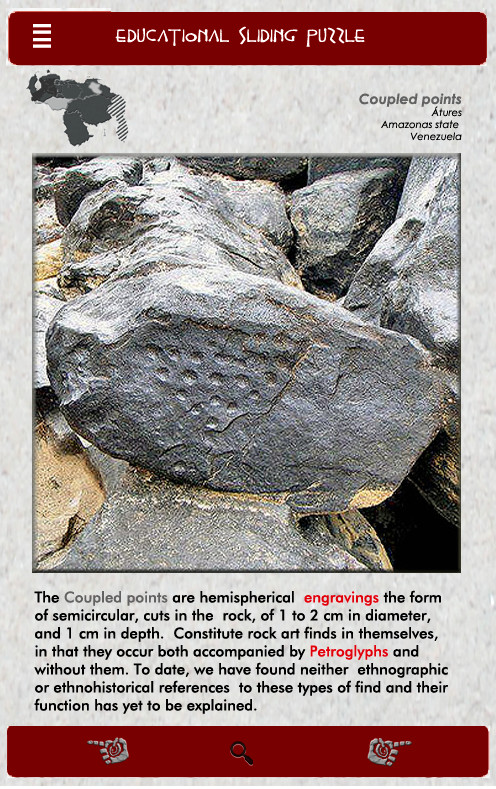 EDUCATIONAL SLIDING PUZZLE
Coupled points
Átures
Amazonas state
Venezuela
The Coupled points are hemispherical engravings the form
of semicircular, cuts in the rock, of 1 to 2 cm in diameter,
and 1 cm in depth. Constitute rock art finds in themselves,
in that they occur both accompanied by Petroglyphs and
without them. To date, we have found neither ethnographic
or ethnohistorical references to these types of find and their
function has yet to be explained.